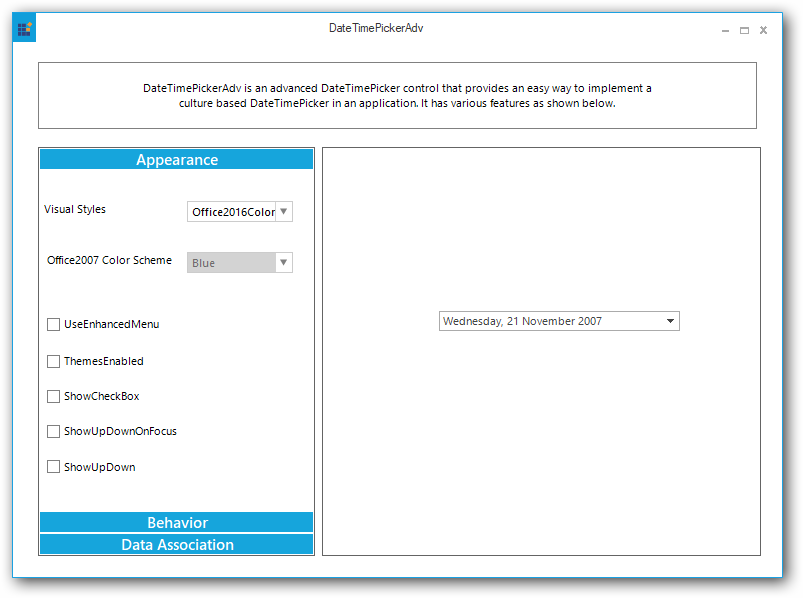 DateTimePickerAdv
DateTimePickerAdv is an advanced DateTimePicker control that provides an easy way to implement a
culture based DateTimePicker in an application. It has various features as shown below.
Appearance
Visual Styles
Office2016Color
Office2007 Color Scheme
Blue
UseEnhancedMenu
ThemesEnabled
ShowCheckBox
ShowUpDownOnFocus
ShowUpDown
Behavior
Data Association
Wednesday, 21 November 2007